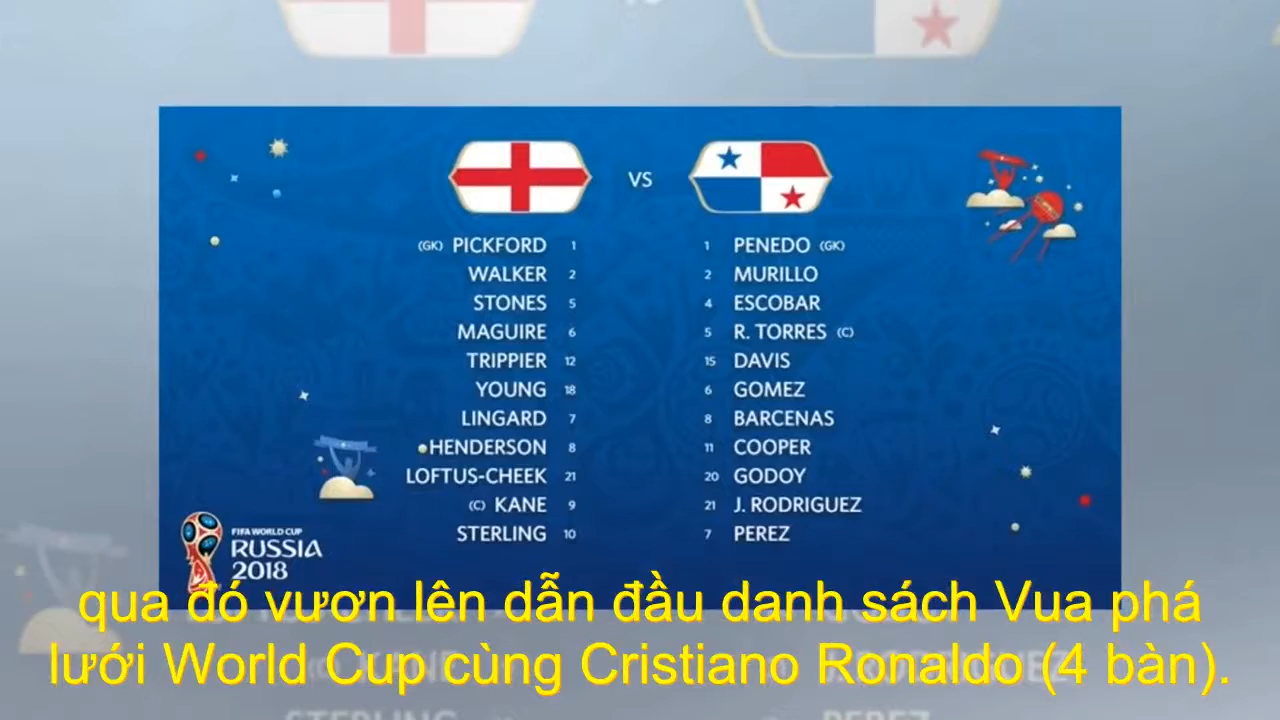 VS
(GK) PICKFORD 1 1 PENEDO (GK)
WALKER 2 2 MURILLO
STONES 5 4 ESCOBAR
MAGUIRE 6 5 R. TORRES (C)
TRIPPIER 12 15 DAVIS
YOUNG 18 6 GOMEZ
LINGARD 7 8 BARCENAS
HENDERSON 8 11 COOPER
LOFTUS-CHEEK 21 20 GODOY
(C) KANE 9 21 J. RODRIGUEZ
STERLING 10 7 PEREZ
FIFA WORLD CUP
RUSSIA
2018
qua đó vươn lên dẫn đầu danh sách Vua phá
lưới World Cup cùng Cristiano Ronaldo (4 bàn).